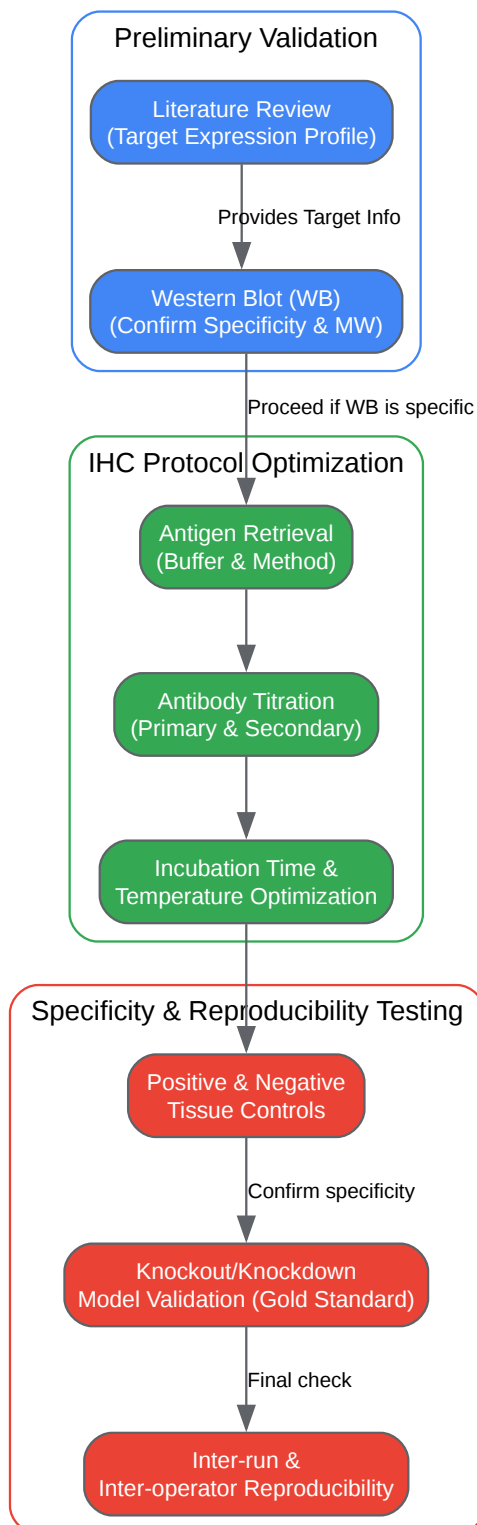 Preliminary Validation
Literature Review
(Target Expression Profile)
Provides Target Info
Western Blot (WB)
(Confirm Specificity & MW)
Proceed if WB is specific
IHC Protocol Optimization
Antigen Retrieval
(Buffer & Method)
Antibody Titration
(Primary & Secondary)
Incubation Time &
Temperature Optimization
Specificity & Reproducibility Testing
Positive & Negative
Tissue Controls
Confirm specificity
Knockout/Knockdown
Model Validation (Gold Standard)
Final check
Inter-run &
Inter-operator Reproducibility